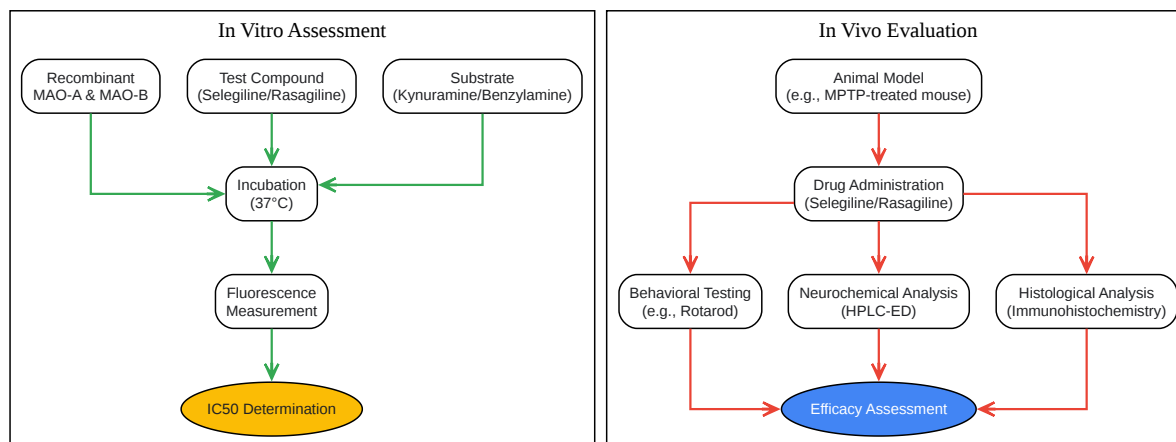 In Vitro Assessment
Recombinant
MAO-A & MAO-B
Test Compound
(Selegiline/Rasagiline)
Substrate
(Kynuramine/Benzylamine)
Incubation
(37°C)
Fluorescence
Measurement
IC50 Determination
In Vivo Evaluation
Animal Model
(e.g., MPTP-treated mouse)
Drug Administration
(Selegiline/Rasagiline)
Behavioral Testing
(e.g., Rotarod)
Neurochemical Analysis
(HPLC-ED)
Histological Analysis
(Immunohistochemistry)
Efficacy Assessment